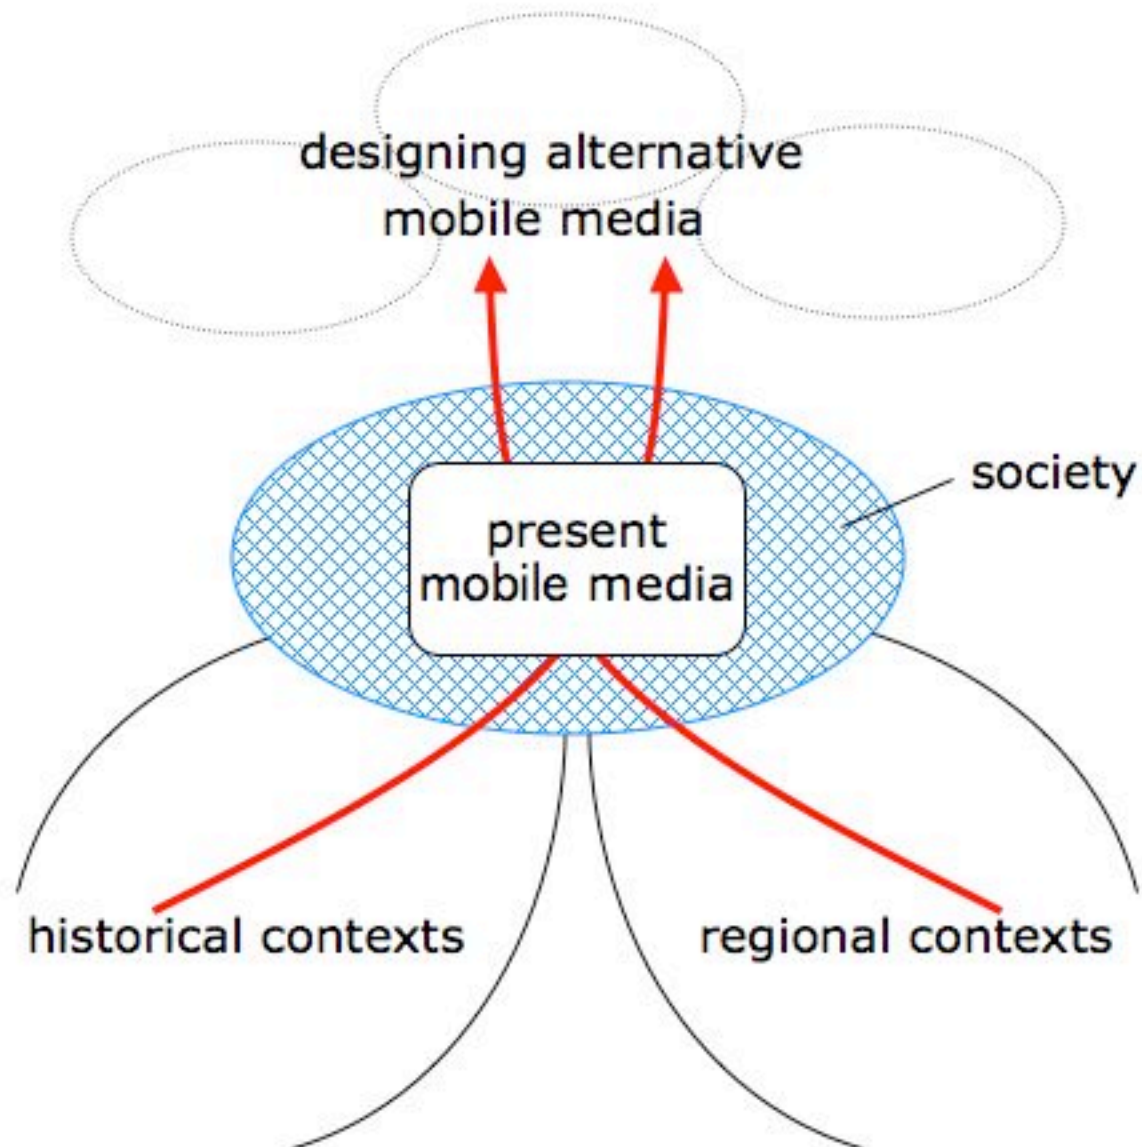 designing alternative
mobile media
society
present
mobile media
historical contexts
regional contexts